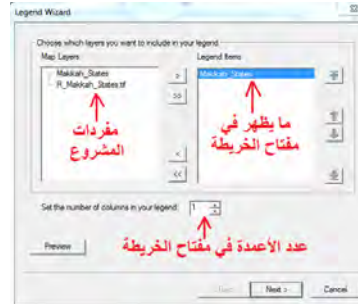 Legend Wizard
Choose which layers you want to include in your legend
Map Layers
Legend Items
Makkah_States
R_Makkah_States.tif
>
>>
<
<<
Makkah_States
مفردات
المشروع
ما يظهر في
مفتاح الخريطة
Set the number of columns in your legend:
1
عدد الأعمدة في مفتاح الخريطة
Preview
Next >
Cancel